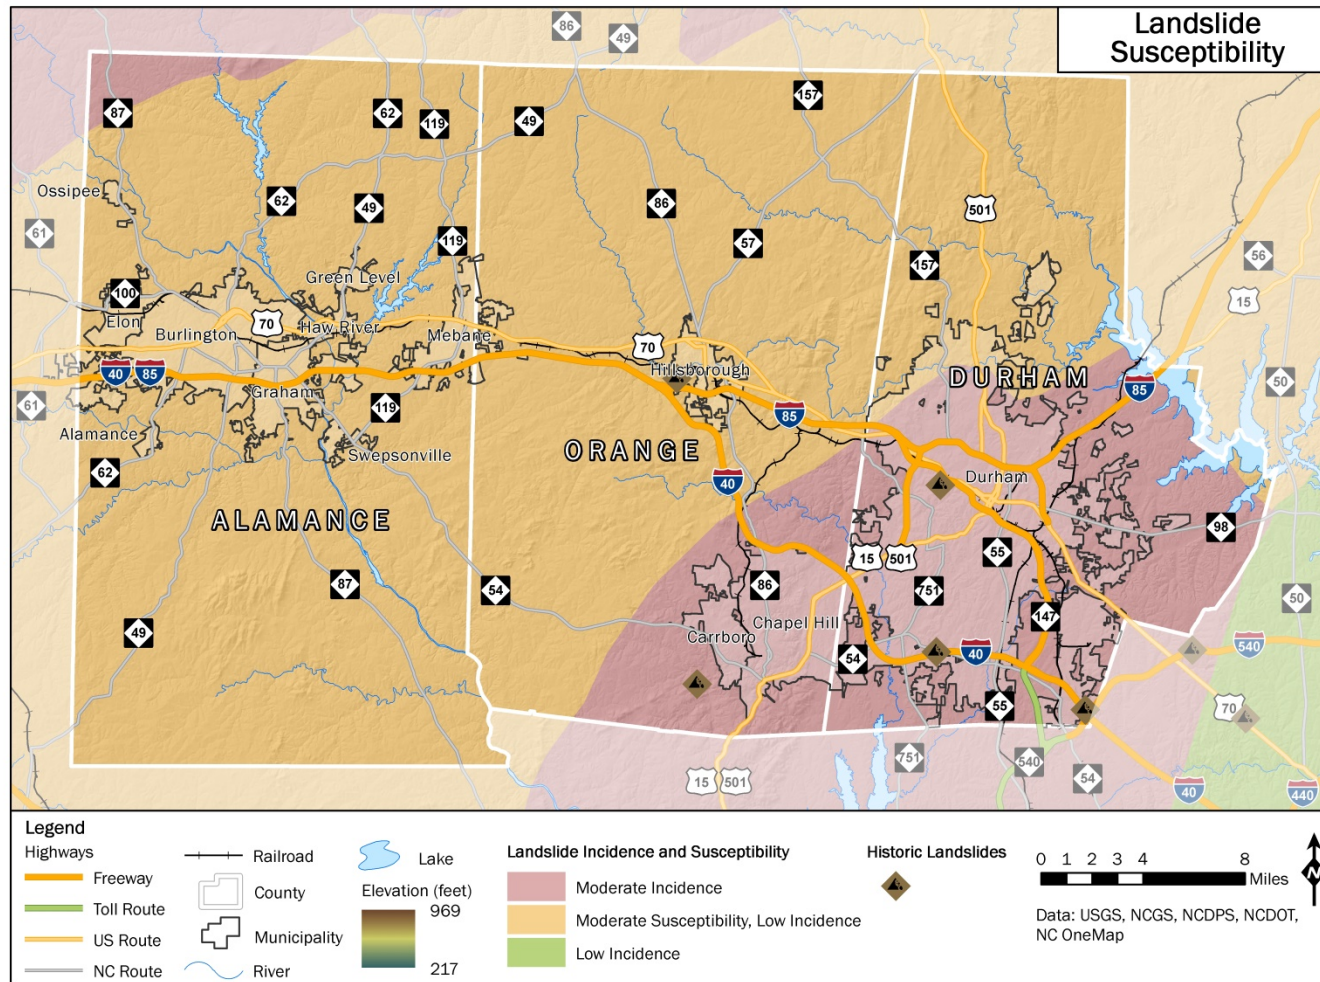 Landslide
Susceptibility
86
49
87
62
119
49
157
Ossipee
62
49
86
501
61
119
57
157
56
Green Level
100
15
Elon
Burlington
70
Haw River
Mebane
70
Hillsborough
40
85
DURHAM
85
50
61
Graham
119
85
Alamance
Swepsonville
ORANGE
62
40
Durham
ALAMANCE
98
15
501
55
87
54
86
751
50
49
Carrboro
Chapel Hill
147
54
40
540
55
70
15
501
751
540
54
40
440
Legend
Highways
Freeway
Toll Route
US Route
NC Route
Railroad
County
Municipality
River
Lake
Elevation (feet)
969
217
Landslide Incidence and Susceptibility
Moderate Incidence
Moderate Susceptibility, Low Incidence
Low Incidence
Historic Landslides
0 1 2 3 4 8
Miles
N
Data: USGS, NCGS, NCDPS, NCDOT,
NC OneMap